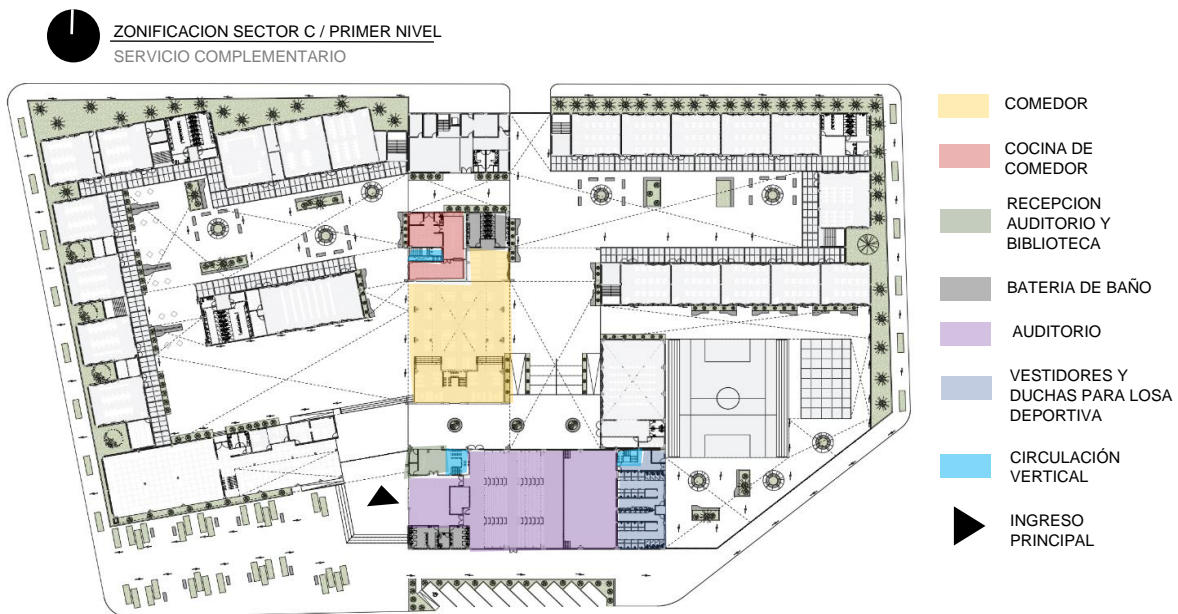 ZONIFICACION SECTOR C / PRIMER NIVEL
SERVICIO COMPLEMENTARIO
COMEDOR
COCINA DE
COMEDOR
RECEPCION
AUDITORIO Y
BIBLIOTECA
BATERIA DE BAÑO
AUDITORIO
VESTIDORES Y
DUCHAS PARA LOSA
DEPORTIVA
CIRCULACIÓN
VERTICAL
INGRESO
PRINCIPAL